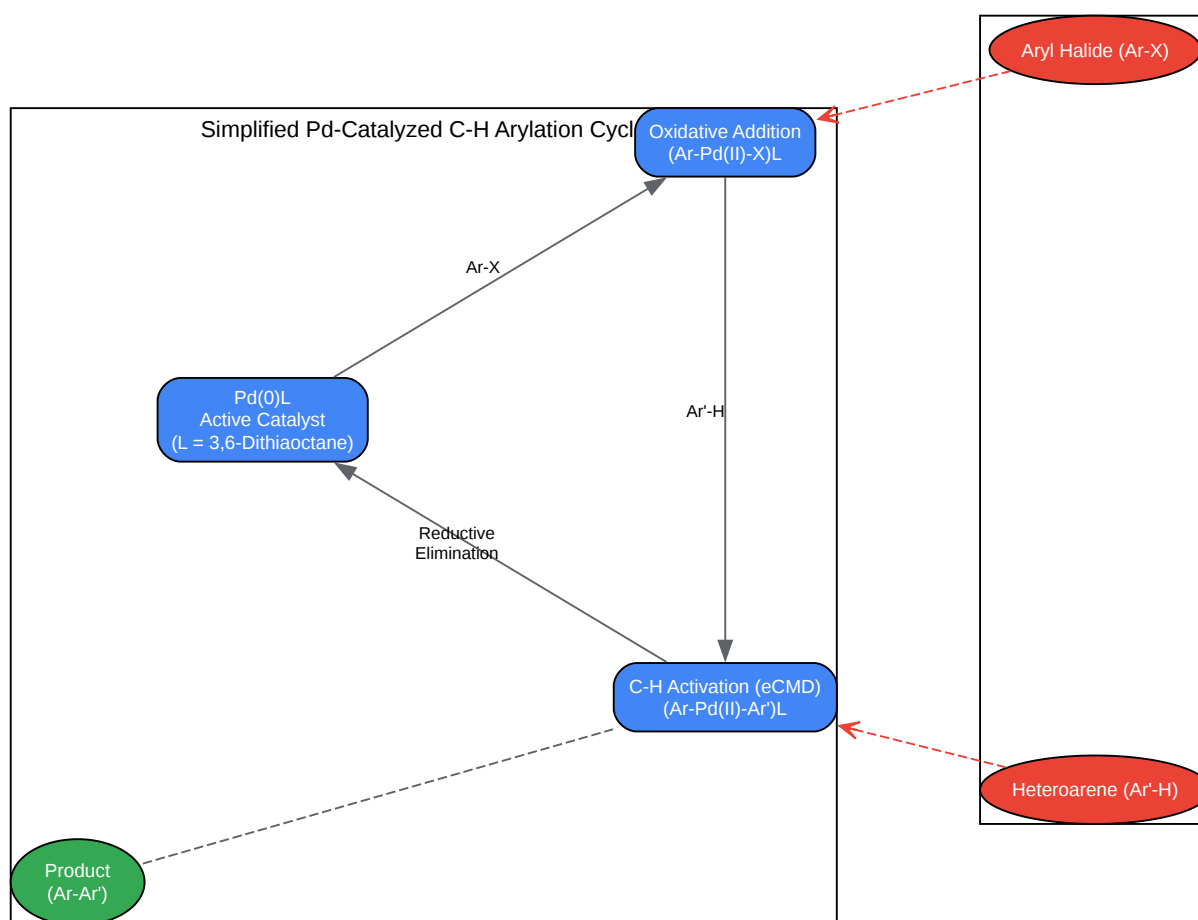 Aryl Halide (Ar-X)
Simplified Pd-Catalyzed C-H Arylation Cycl
Oxidative Addition
(Ar-Pd(II)-X)L
Ar-X
Pd(0)L
Active Catalyst
(L = 3,6-Dithiaoctane)
Ar'-H
Reductive
Elimination
C-H Activation (eCMD)
(Ar-Pd(II)-Ar')L
Heteroarene (Ar'-H)
Product
(Ar-Ar')